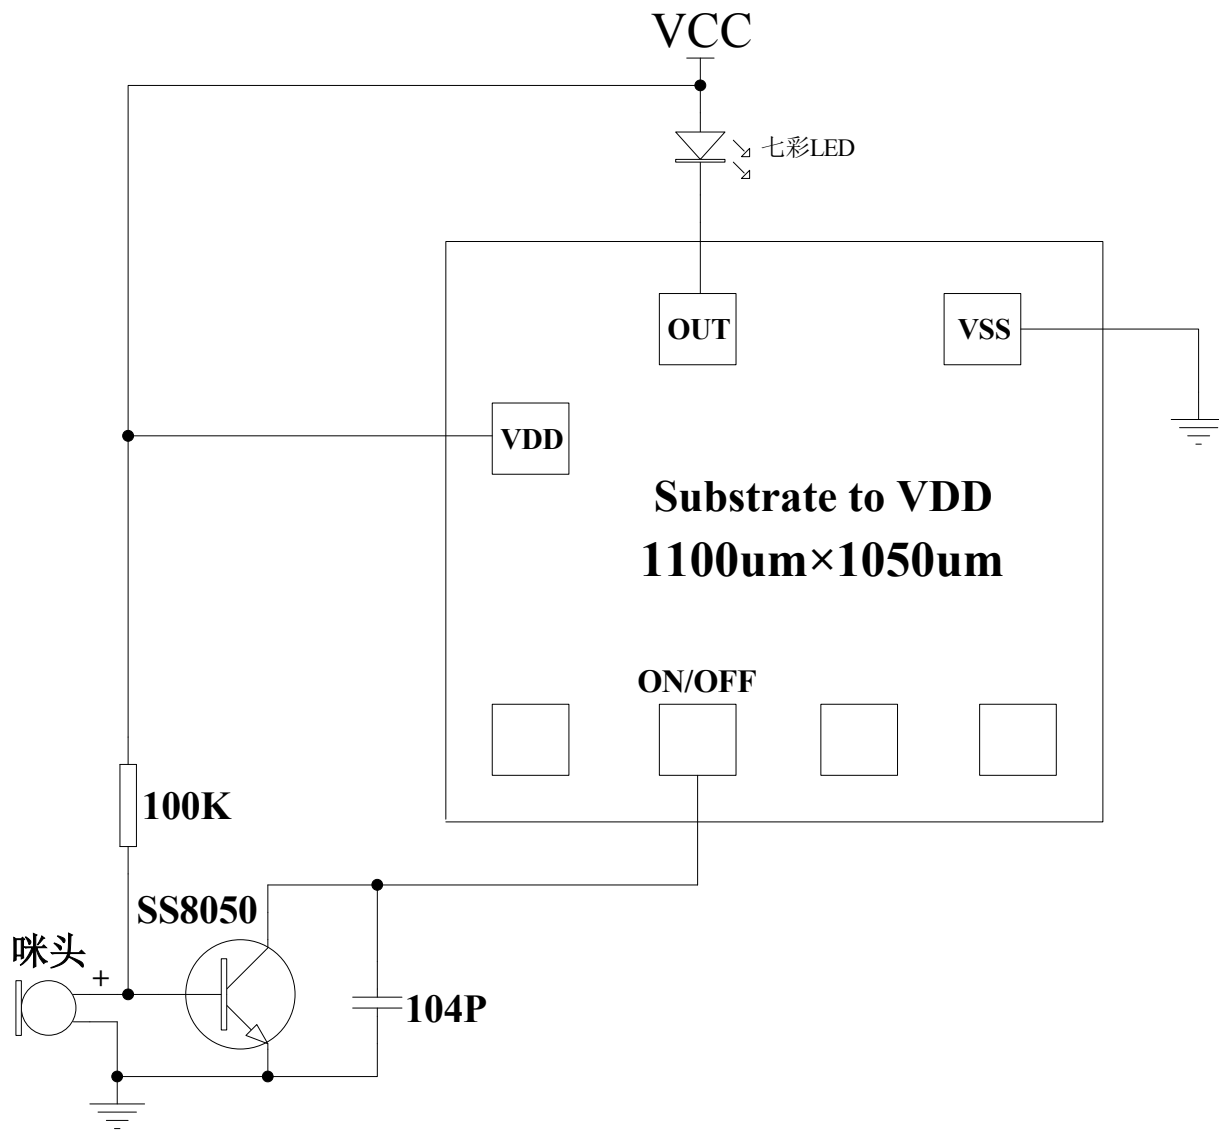 VCC
七彩LED
OUT
VSS
VDD
Substrate to VDD
1100um×1050um
ON/OFF
100K
SS8050
咪头
+
104P